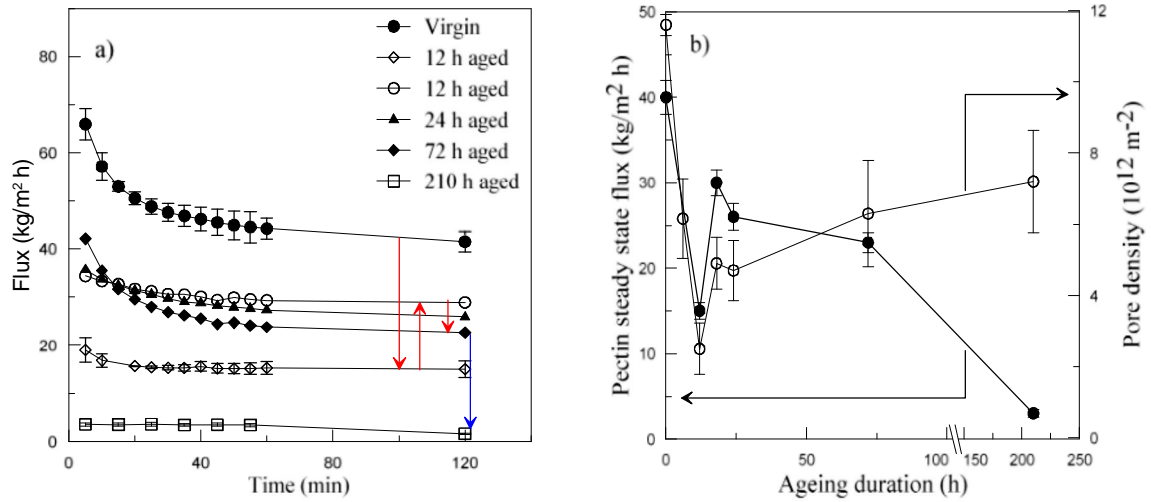 a)
Virgin
12 h aged
12 h aged
24 h aged
72 h aged
210 h aged
80
60
40
20
0
Flux (kg/m² h)
0 40 80 120
Time (min)
b)
50
40
30
20
10
0
Pectin steady state flux (kg/m² h)
12
8
4
0
Pore density (10¹² m⁻²)
0 50 100 150 200 250
Ageing duration (h)